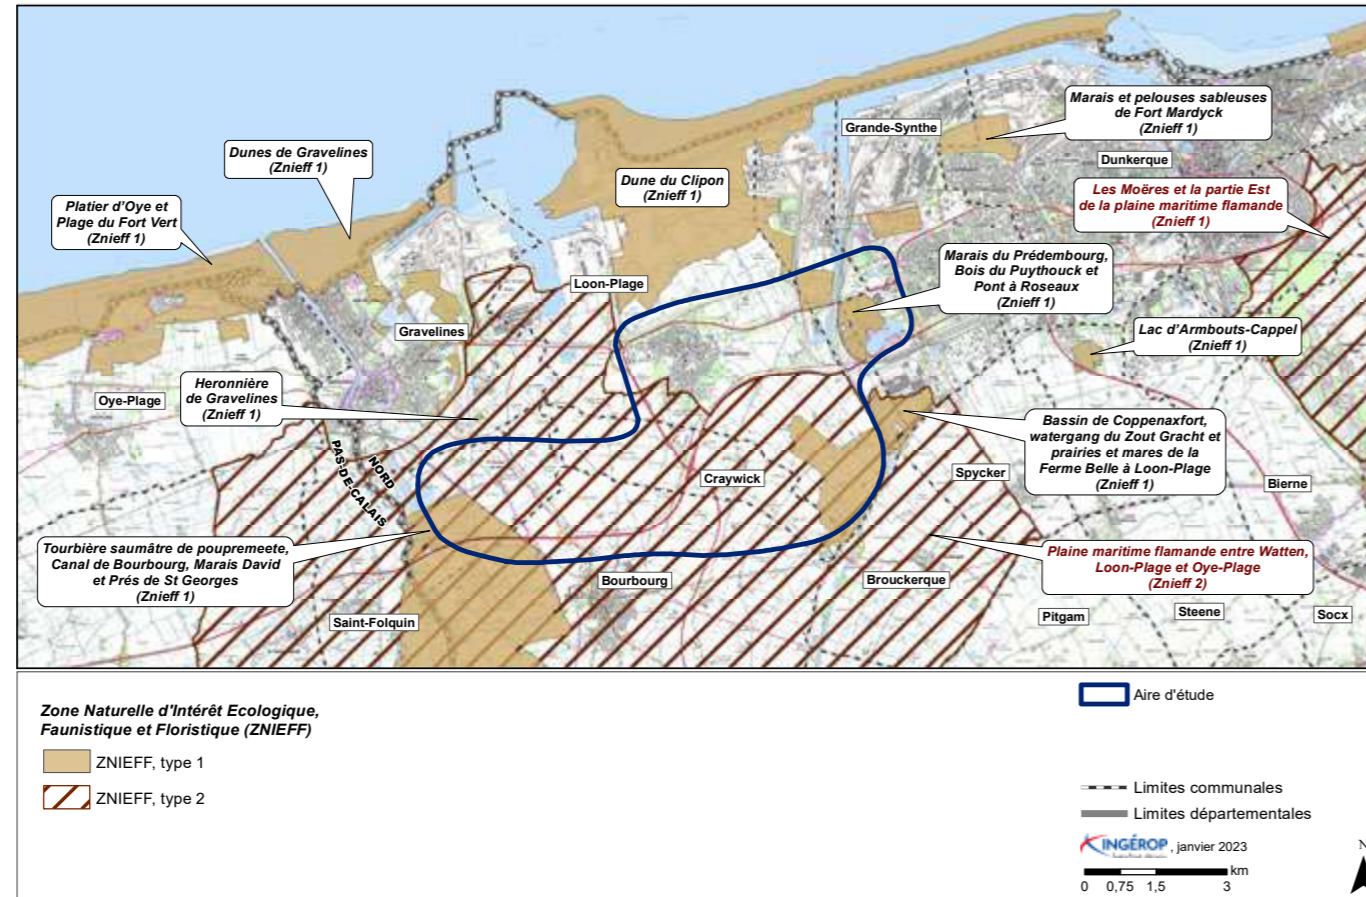 Marais et pelouses sableuses
de Fort Mardyck
(Znieff 1)
Grande-Synthe
Dunkerque
Dunes de Gravelines
(Znieff 1)
Dune du Clipon
(Znieff 1)
Les Moëres et la partie Est
de la plaine maritime flamande
(Znieff 1)
Platier d'Oye et
Plage du Fort Vert
(Znieff 1)
Marais du Prédembourg,
Bois du Puythouck et
Pont à Roseaux
(Znieff 1)
Loon-Plage
Gravelines
Lac d'Armbouts-Cappel
(Znieff 1)
Heronnière
de Gravelines
(Znieff 1)
Oye-Plage
Bassin de Coppenaxfort,
watergang du Zout Gracht et
prairies et mares de la
Ferme Belle à Loon-Plage
(Znieff 1)
NORD
PAS-DE-CALAIS
Craywick
Spycker
Bierne
Tourbière saumâtre de poupremeete,
Canal de Bourbourg, Marais David
et Prés de St Georges
(Znieff 1)
Plaine maritime flamande entre Watten,
Loon-Plage et Oye-Plage
(Znieff 2)
Bourbourg
Brouckerque
Saint-Folquin
Pitgam
Steene
Socx
Zone Naturelle d'Intérêt Ecologique,
Faunistique et Floristique (ZNIEFF)
ZNIEFF, type 1
ZNIEFF, type 2
Aire d'étude
Limites communales
Limites départementales
INGÉROP, janvier 2023
km
0 0,75 1,5 3
N